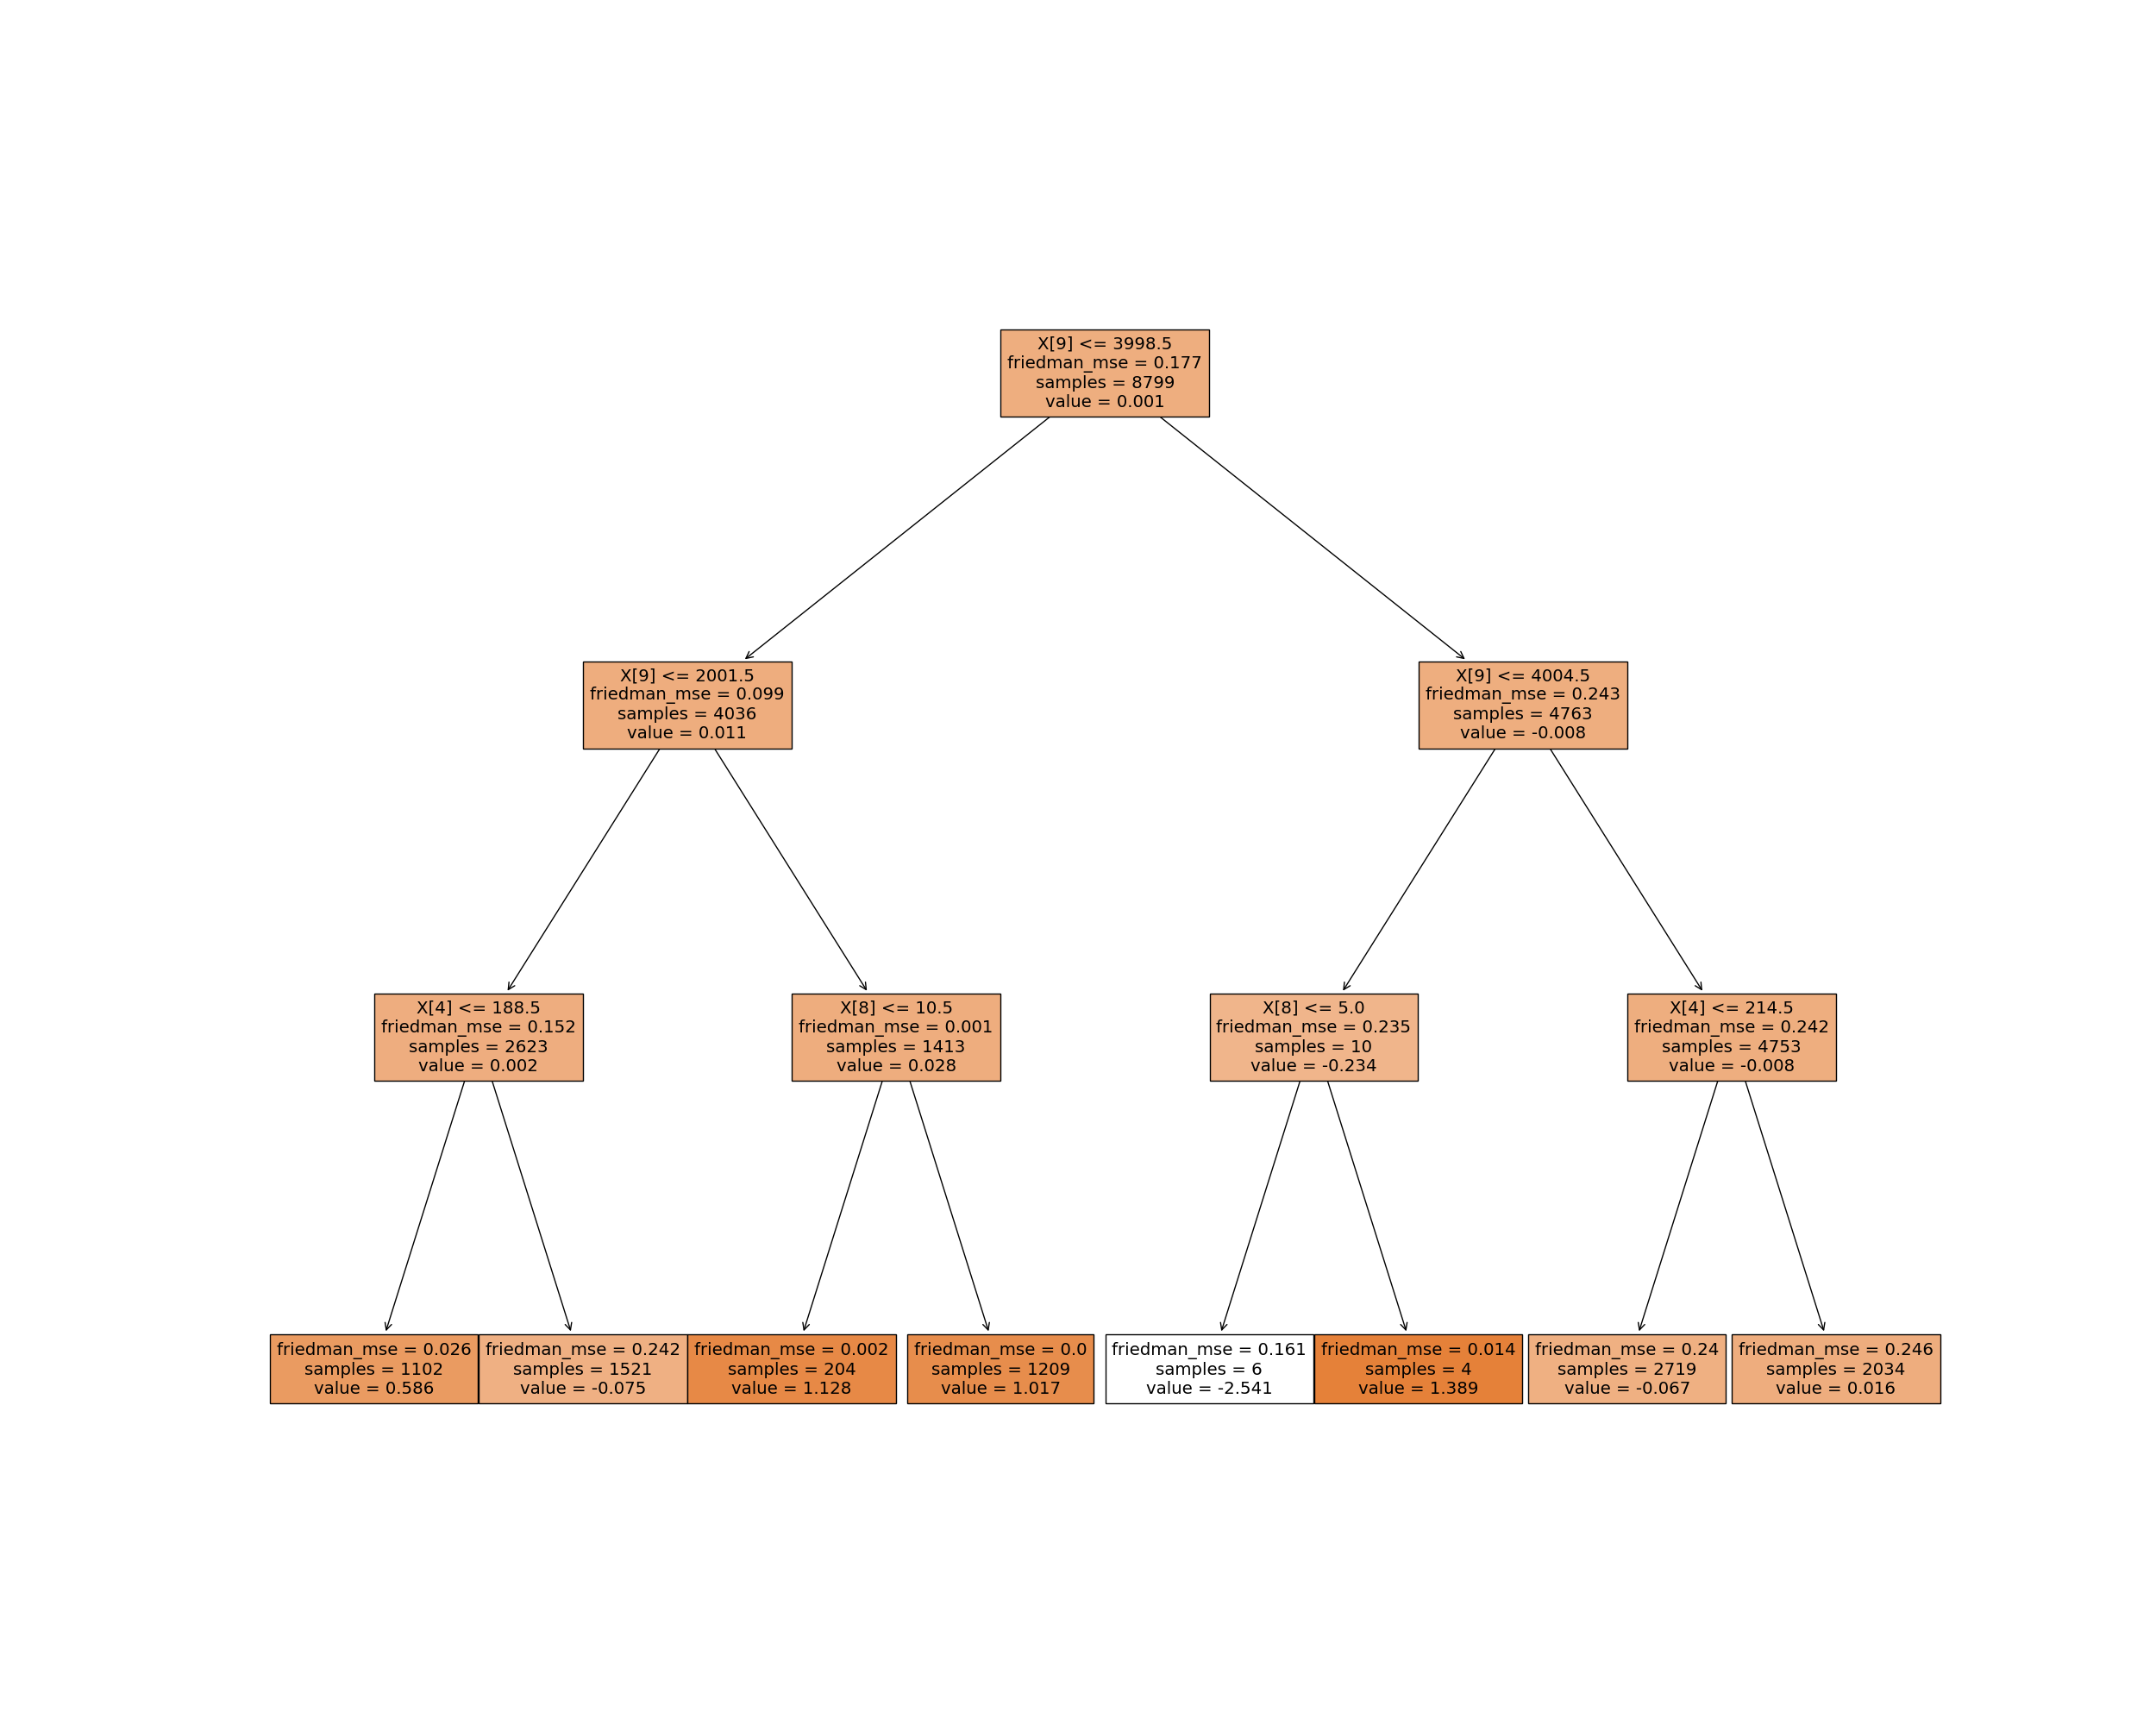 X[9] <= 3998.5
friedman_mse = 0.177
samples = 8799
value = 0.001
X[9] <= 2001.5
friedman_mse = 0.099
samples = 4036
value = 0.011
X[9] <= 4004.5
friedman_mse = 0.243
samples = 4763
value = -0.008
X[4] <= 188.5
friedman_mse = 0.152
samples = 2623
value = 0.002
X[8] <= 10.5
friedman_mse = 0.001
samples = 1413
value = 0.028
X[8] <= 5.0
friedman_mse = 0.235
samples = 10
value = -0.234
X[4] <= 214.5
friedman_mse = 0.242
samples = 4753
value = -0.008
friedman_mse = 0.026
samples = 1102
value = 0.586
friedman_mse = 0.242
samples = 1521
value = -0.075
friedman_mse = 0.002
samples = 204
value = 1.128
friedman_mse = 0.0
samples = 1209
value = 1.017
friedman_mse = 0.161
samples = 6
value = -2.541
friedman_mse = 0.014
samples = 4
value = 1.389
friedman_mse = 0.24
samples = 2719
value = -0.067
friedman_mse = 0.246
samples = 2034
value = 0.016